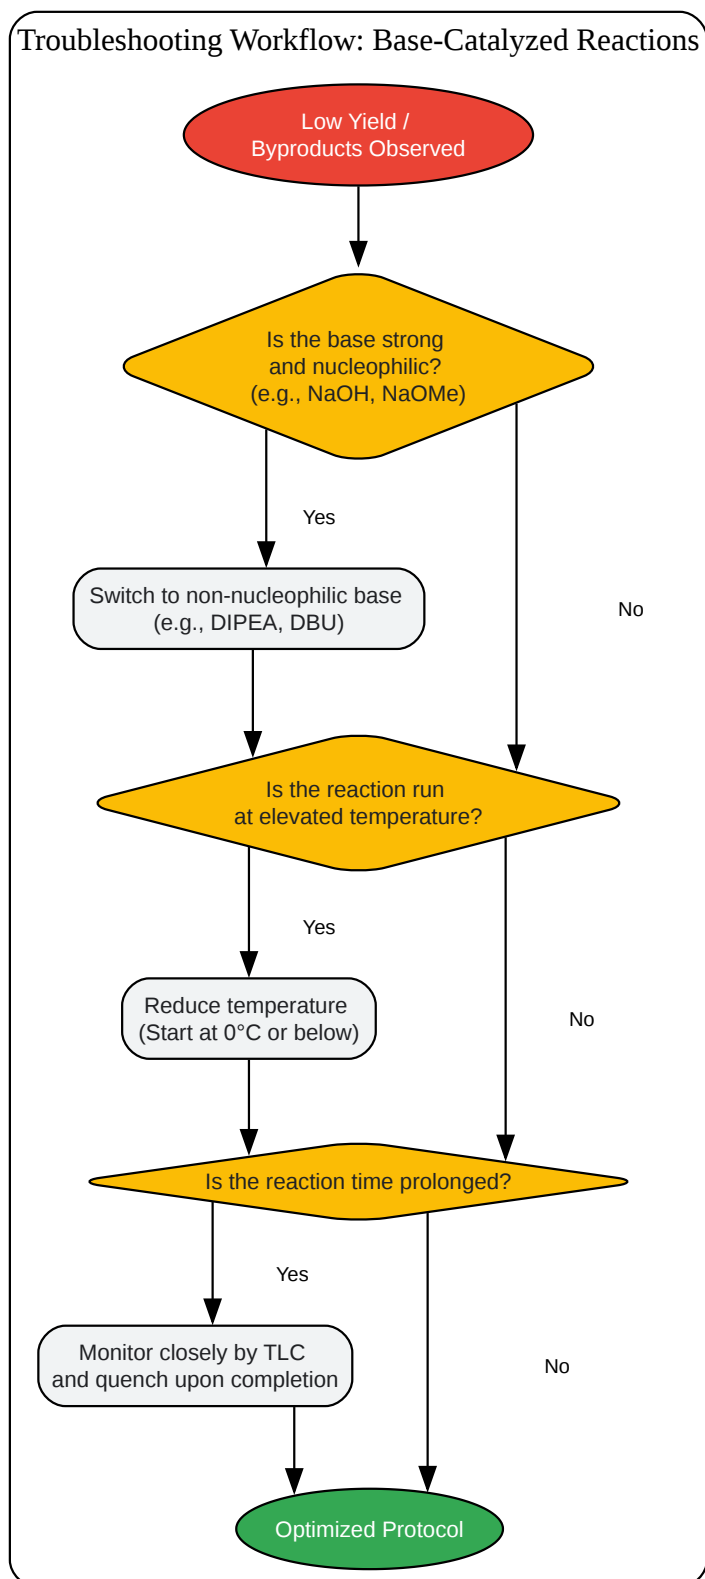 Troubleshooting Workflow: Base-Catalyzed Reactions
Low Yield /
Byproducts Observed
Is the base strong
and nucleophilic?
(e.g., NaOH, NaOMe)
Yes
Switch to non-nucleophilic base
(e.g., DIPEA, DBU)
No
Is the reaction run
at elevated temperature?
Yes
Reduce temperature
(Start at 0°C or below)
No
Is the reaction time prolonged?
Yes
Monitor closely by TLC
and quench upon completion
No
Optimized Protocol